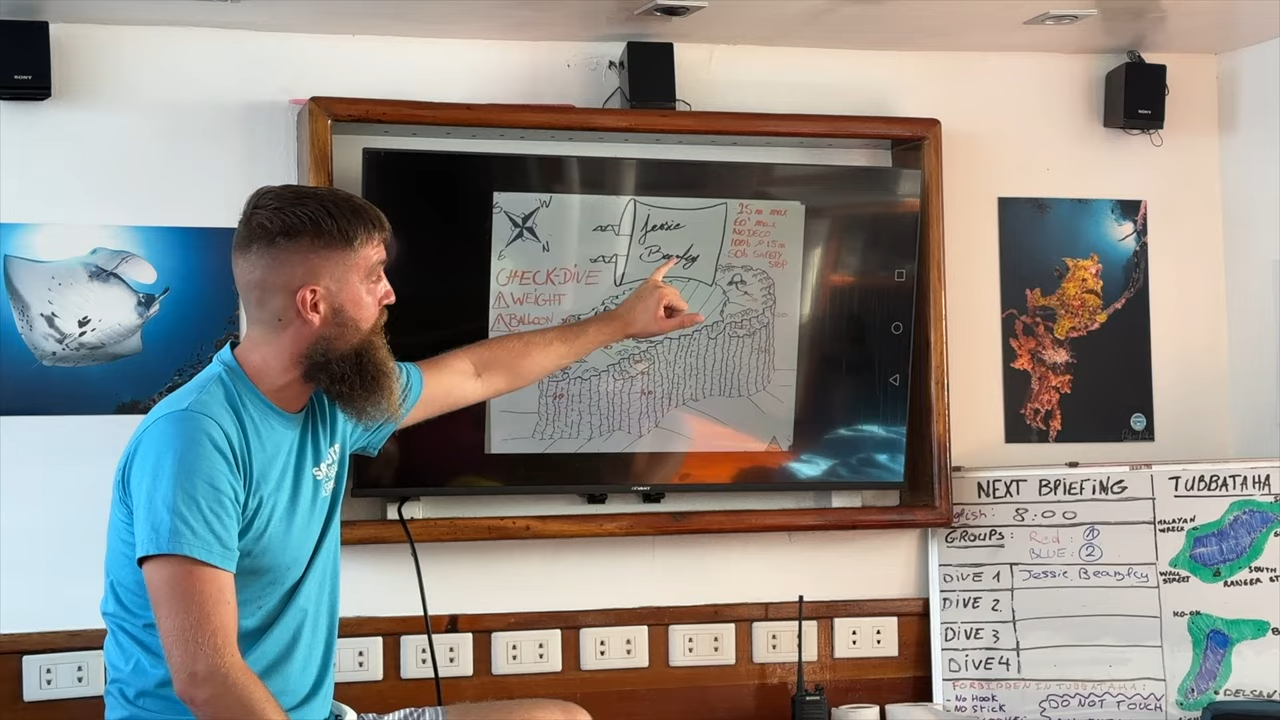 SONY
SONY
S
W
E
N
Jessie
Beazley
25m max
60' max
NO DECO
100b @ 15m
50b SAFETY
STOP
CHECK-DIVE
WEIGHT
BALLOON
NEXT BRIEFING
glish: 8:00
GROUPS: Red: 1
BLUE: 2
DIVE 1 Jessie Beazley
DIVE 2
DIVE 3
DIVE 4
FORBIDDEN IN TUBBATAHA:
- No Hook
- No STICK
DO NOT TOUCH
TUBBATAHA
MALAYAN
WRECK
WALL
STREET
SOUTH
RANGER ST
KO-OK
DELSAN